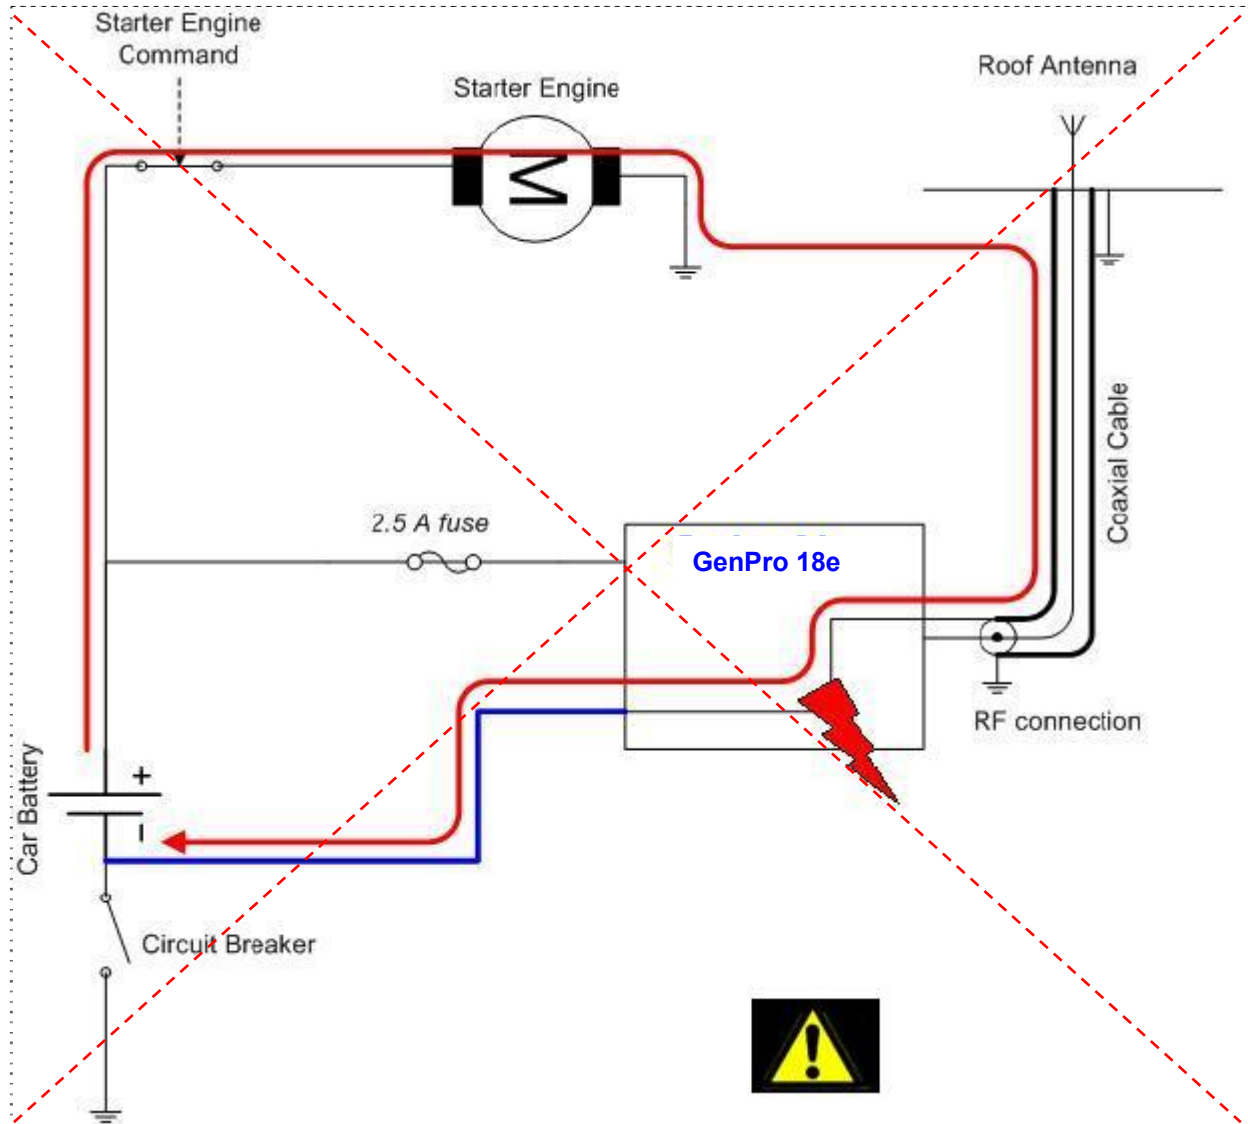 Starter Engine
Command
Starter Engine
Roof Antenna
M
Coaxial Cable
2.5 A fuse
GenPro 18e
RF connection
Car Battery
+
–
Circuit Breaker
!